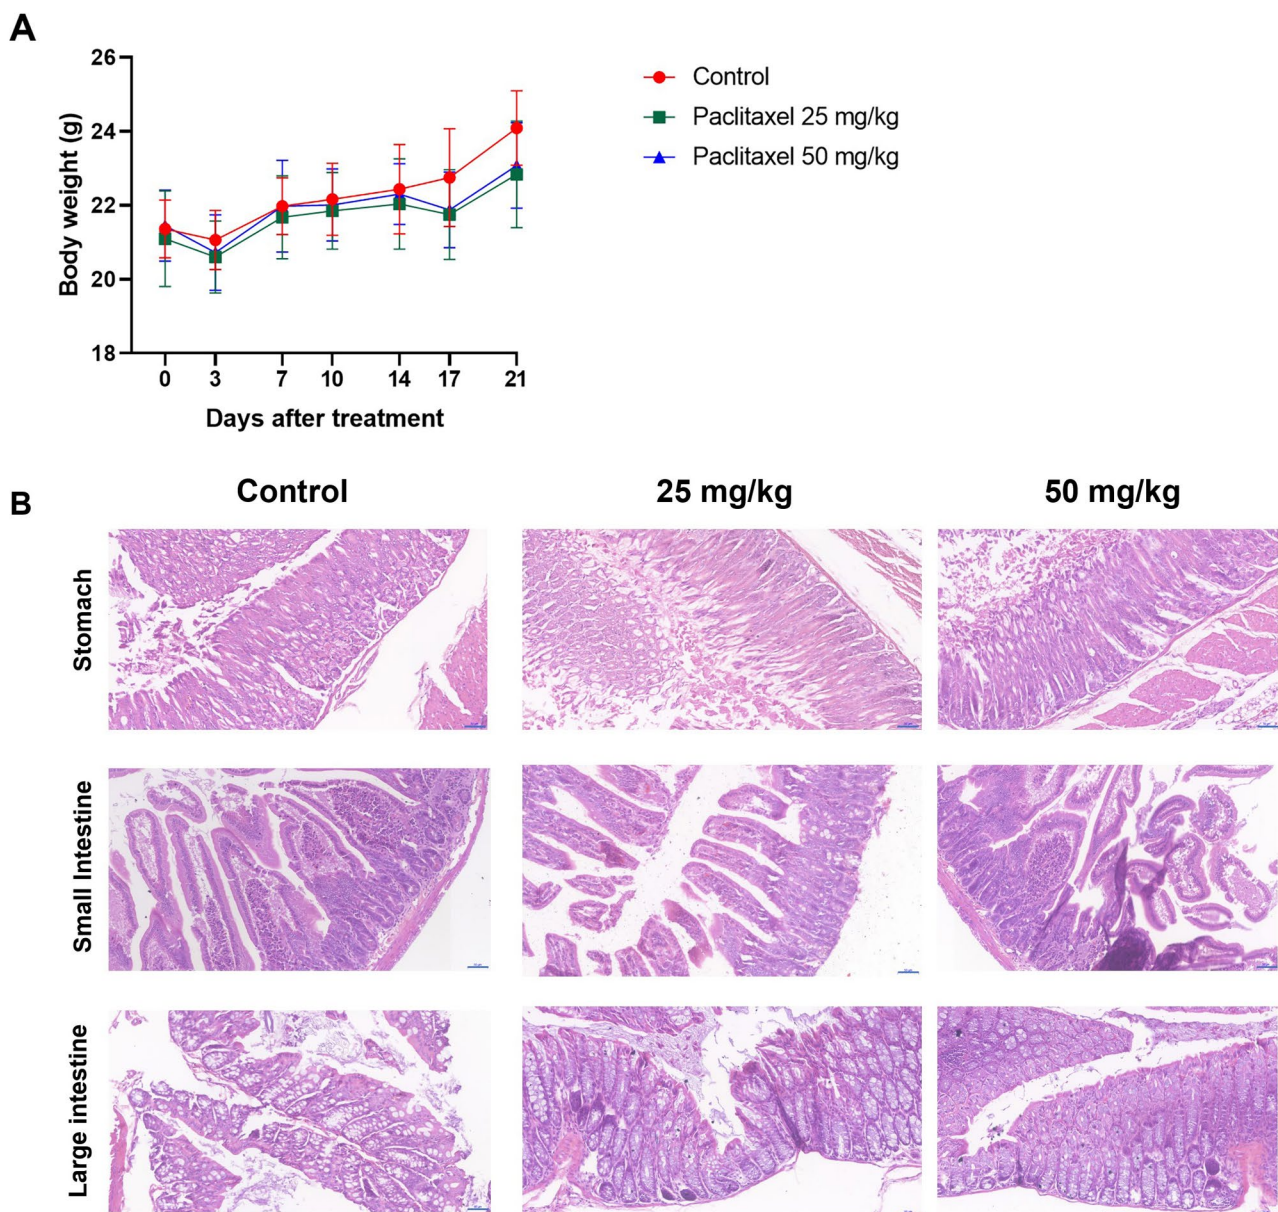 A
26
24
22
20
18
Body weight (g)
0 3 7 10 14 17 21
Days after treatment
Control
Paclitaxel 25 mg/kg
Paclitaxel 50 mg/kg
B
Control 25 mg/kg 50 mg/kg
Stomach
Small Intestine
Large intestine